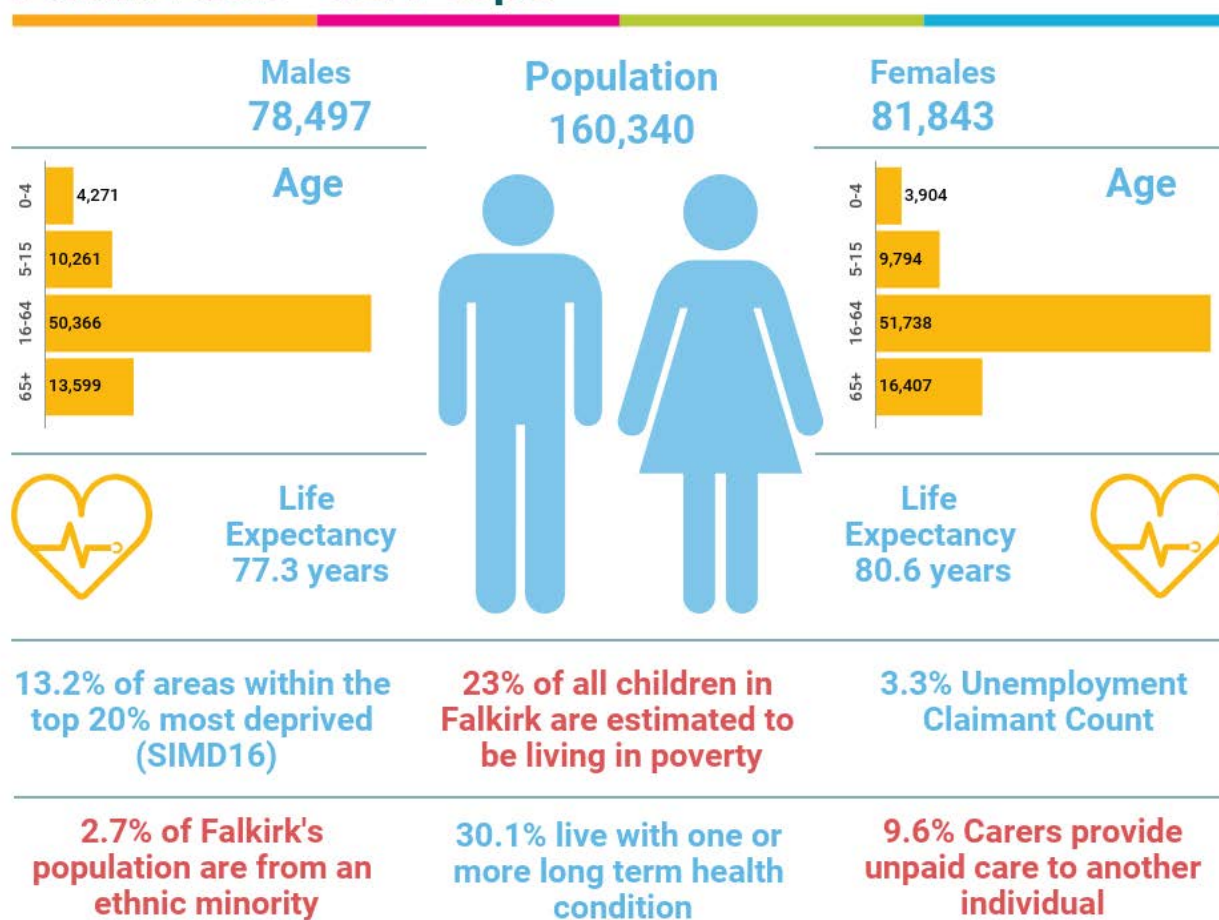 Males
78,497
Population
160,340
Females
81,843
Age
0-4
4,271
5-15
10,261
16-64
50,366
65+
13,599
Age
0-4
3,904
5-15
9,794
16-64
51,738
65+
16,407
Life
Expectancy
77.3 years
Life
Expectancy
80.6 years
13.2% of areas within the
top 20% most deprived
(SIMD16)
23% of all children in
Falkirk are estimated to
be living in poverty
3.3% Unemployment
Claimant Count
2.7% of Falkirk's
population are from an
ethnic minority
30.1% live with one or
more long term health
condition
9.6% Carers provide
unpaid care to another
individual